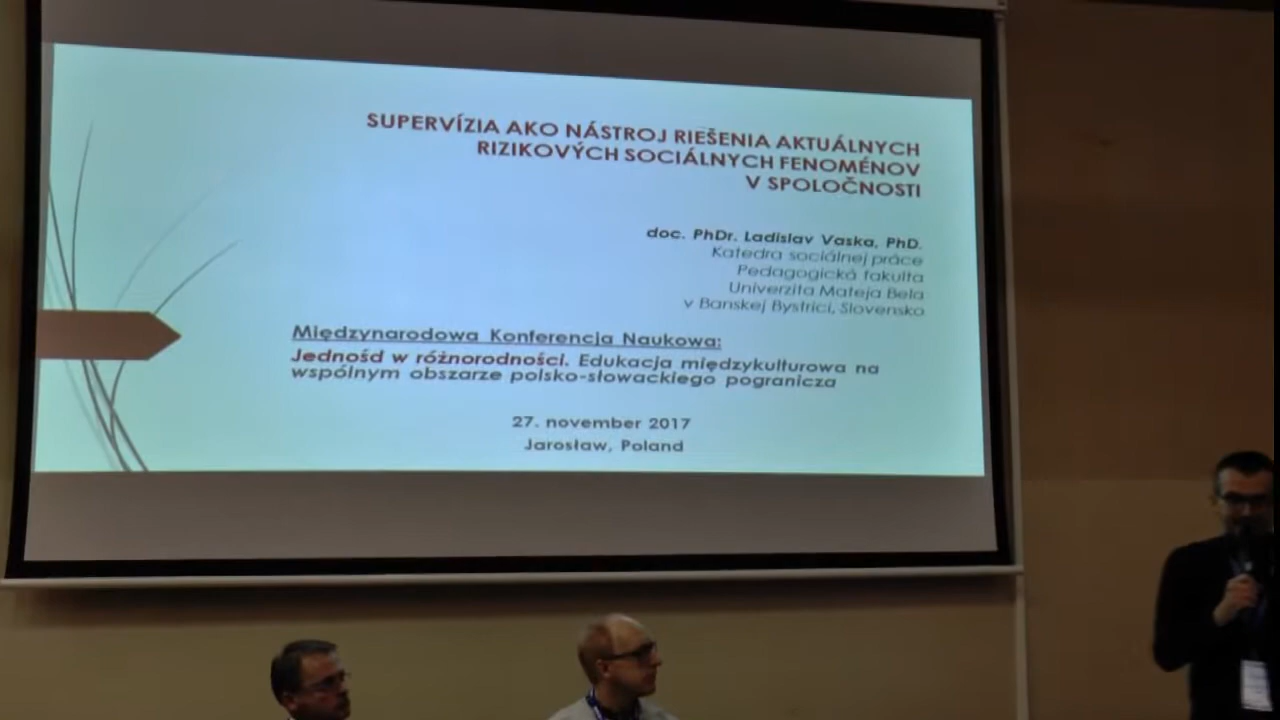 SUPERVÍZIA AKO NÁSTROJ RIEŠENIA AKTUÁLNYCH
RIZIKOVÝCH SOCIÁLNYCH FENOMÉNOV
V SPOLOČNOSTI
doc. PhDr. Ladislav Vaska, PhD.
Katedra sociálnej práce
Pedagogická fakulta
Univerzita Mateja Bela
v Banskej Bystrici, Slovensko
Międzynarodowa Konferencja Naukowa:
Jednośd w różnorodności. Edukacja międzykulturowa na
wspólnym obszarze polsko-słowackiego pogranicza
27. november 2017
Jarosław, Poland